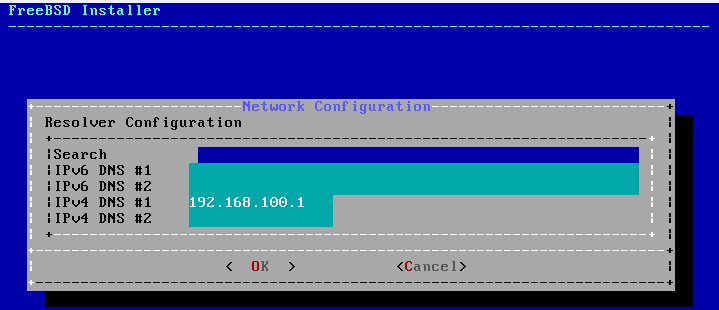 FreeBSD Installer
Network Configuration
Resolver Configuration
Search
IPv6 DNS #1
IPv6 DNS #2
IPv4 DNS #1 192.168.100.1
IPv4 DNS #2
< OK > <Cancel>